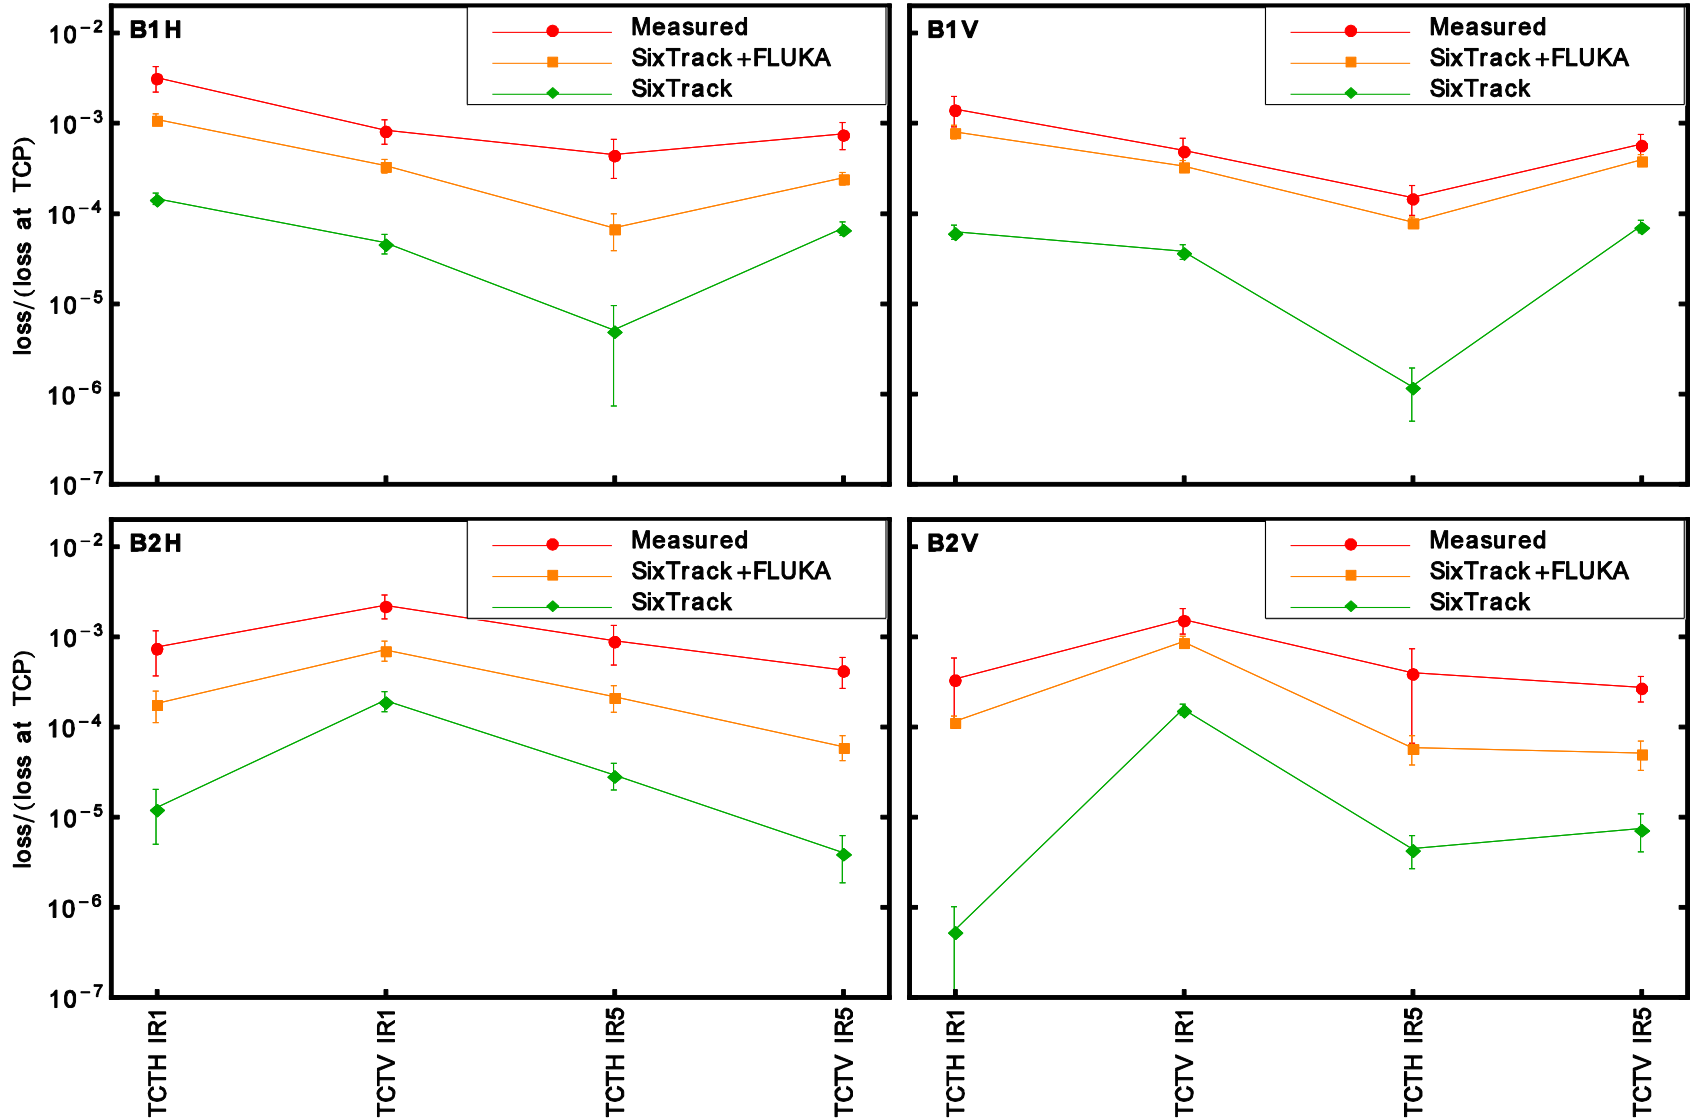 B1H
Measured
SixTrack+FLUKA
SixTrack
10⁻²
10⁻³
10⁻⁴
10⁻⁵
10⁻⁶
10⁻⁷
loss/(loss at TCP)
B1V
Measured
SixTrack+FLUKA
SixTrack
B2H
Measured
SixTrack+FLUKA
SixTrack
10⁻²
10⁻³
10⁻⁴
10⁻⁵
10⁻⁶
10⁻⁷
loss/(loss at TCP)
TCTH IR1
TCTV IR1
TCTH IR5
TCTV IR5
B2V
Measured
SixTrack+FLUKA
SixTrack
TCTH IR1
TCTV IR1
TCTH IR5
TCTV IR5